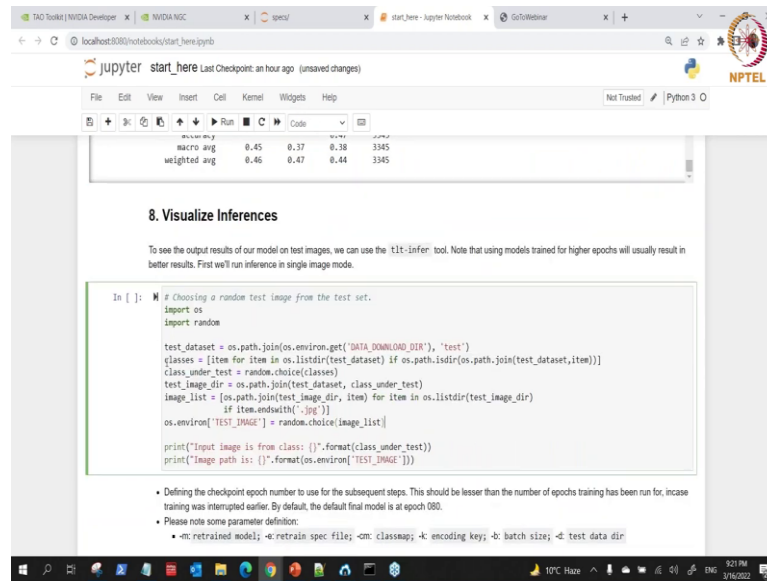 TAO Toolkit | NVIDIA Developer
NVIDIA NGC
specs/
start_here - Jupyter Notebook
GoToWebinar
localhost:8080/notebooks/start_here.ipynb
NPTEL
jupyter start_here Last Checkpoint: an hour ago (unsaved changes)
File Edit View Insert Cell Kernel Widgets Help
Not Trusted
Python 3
Run
Code
accuracy 0.47 3345
macro avg 0.45 0.37 0.38 3345
weighted avg 0.46 0.47 0.44 3345
8. Visualize Inferences
To see the output results of our model on test images, we can use the tlt-infer tool. Note that using models trained for higher epochs will usually result in
better results. First we'll run inference in single image mode.
In [ ]:
# Choosing a random test image from the test set.
import os
import random
test_dataset = os.path.join(os.environ.get('DATA_DOWNLOAD_DIR'), 'test')
classes = [item for item in os.listdir(test_dataset) if os.path.isdir(os.path.join(test_dataset,item))]
class_under_test = random.choice(classes)
test_image_dir = os.path.join(test_dataset, class_under_test)
image_list = [os.path.join(test_image_dir, item) for item in os.listdir(test_image_dir)
if item.endswith('.jpg')]
os.environ['TEST_IMAGE'] = random.choice(image_list)
print("Input image is from class: {}".format(class_under_test))
print("Image path is: {}".format(os.environ['TEST_IMAGE']))
• Defining the checkpoint epoch number to use for the subsequent steps. This should be lesser than the number of epochs training has been run for, incase
training was interrupted earlier. By default, the default final model is at epoch 080.
• Please note some parameter definition:
▪ -m: retrained model; -e: retrain spec file; -cm: classmap; -k: encoding key; -b: batch size; -d: test data dir
10°C Haze
ENG
9:21 PM
3/16/2022